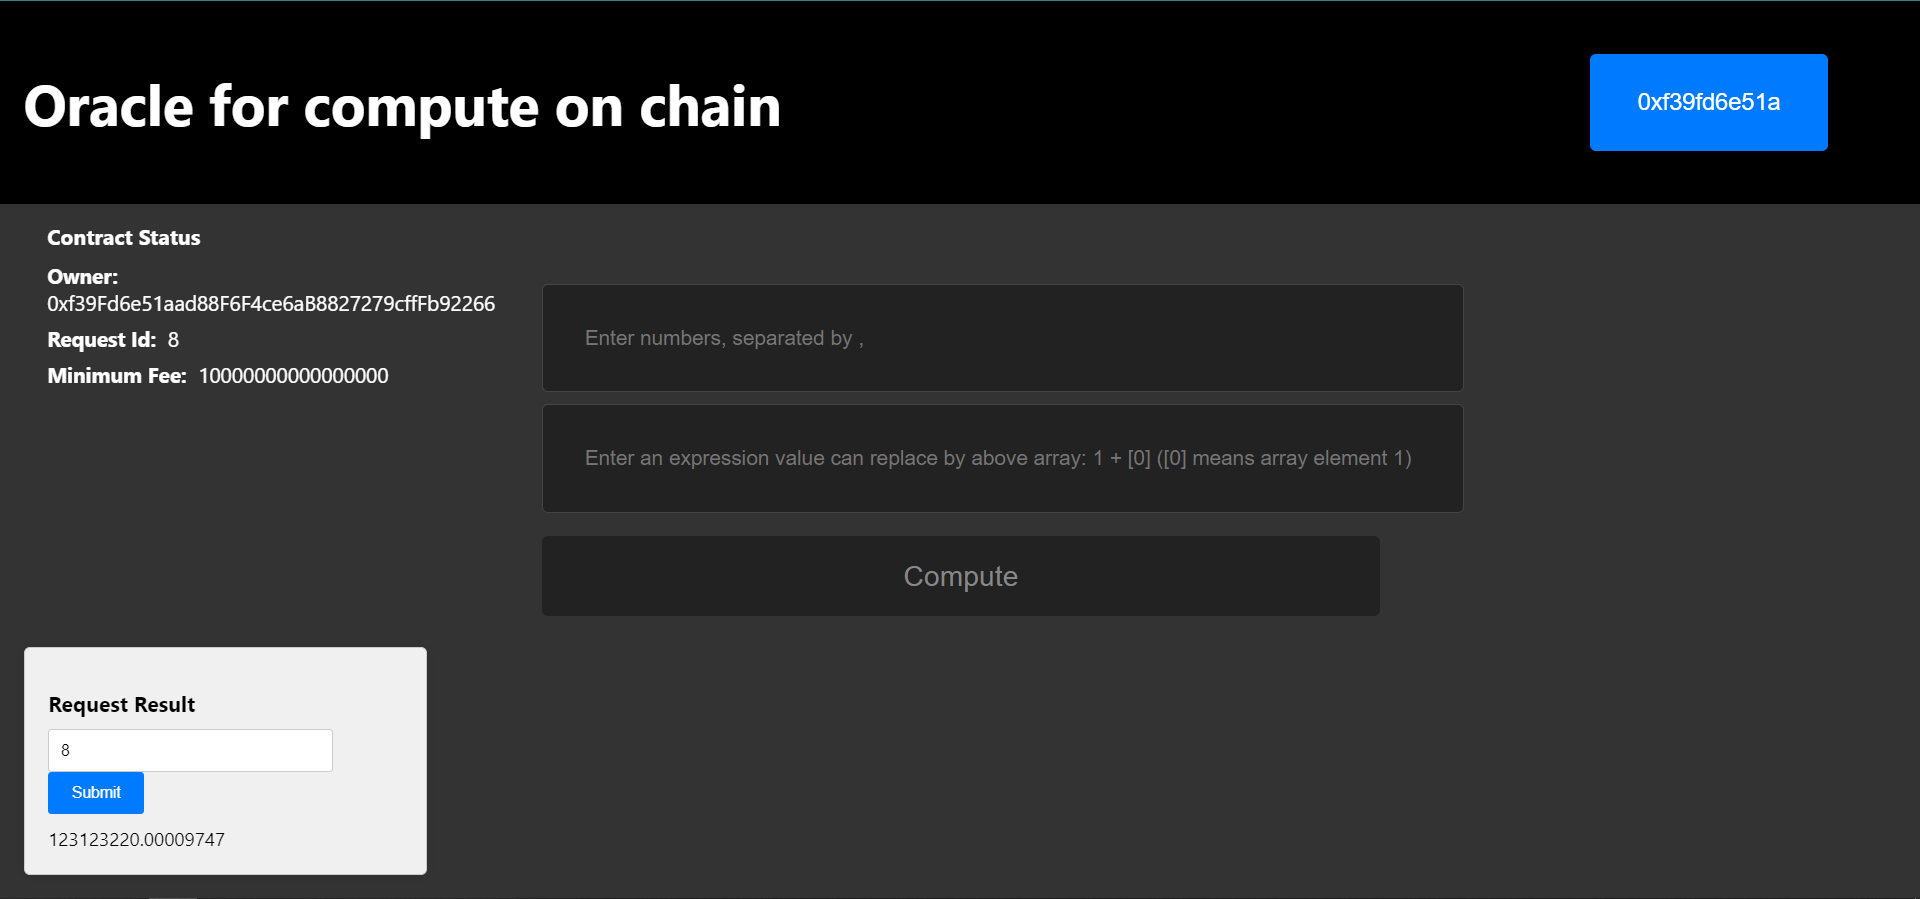 Oracle for compute on chain
0xf39fd6e51a
Contract Status
Owner:
0xf39Fd6e51aad88F6F4ce6aB8827279cffFb92266
Request Id: 8
Minimum Fee: 10000000000000000
Enter numbers, separated by ,
Enter an expression value can replace by above array: 1 + [0] ([0] means array element 1)
Compute
Request Result
8
Submit
123123220.00009747